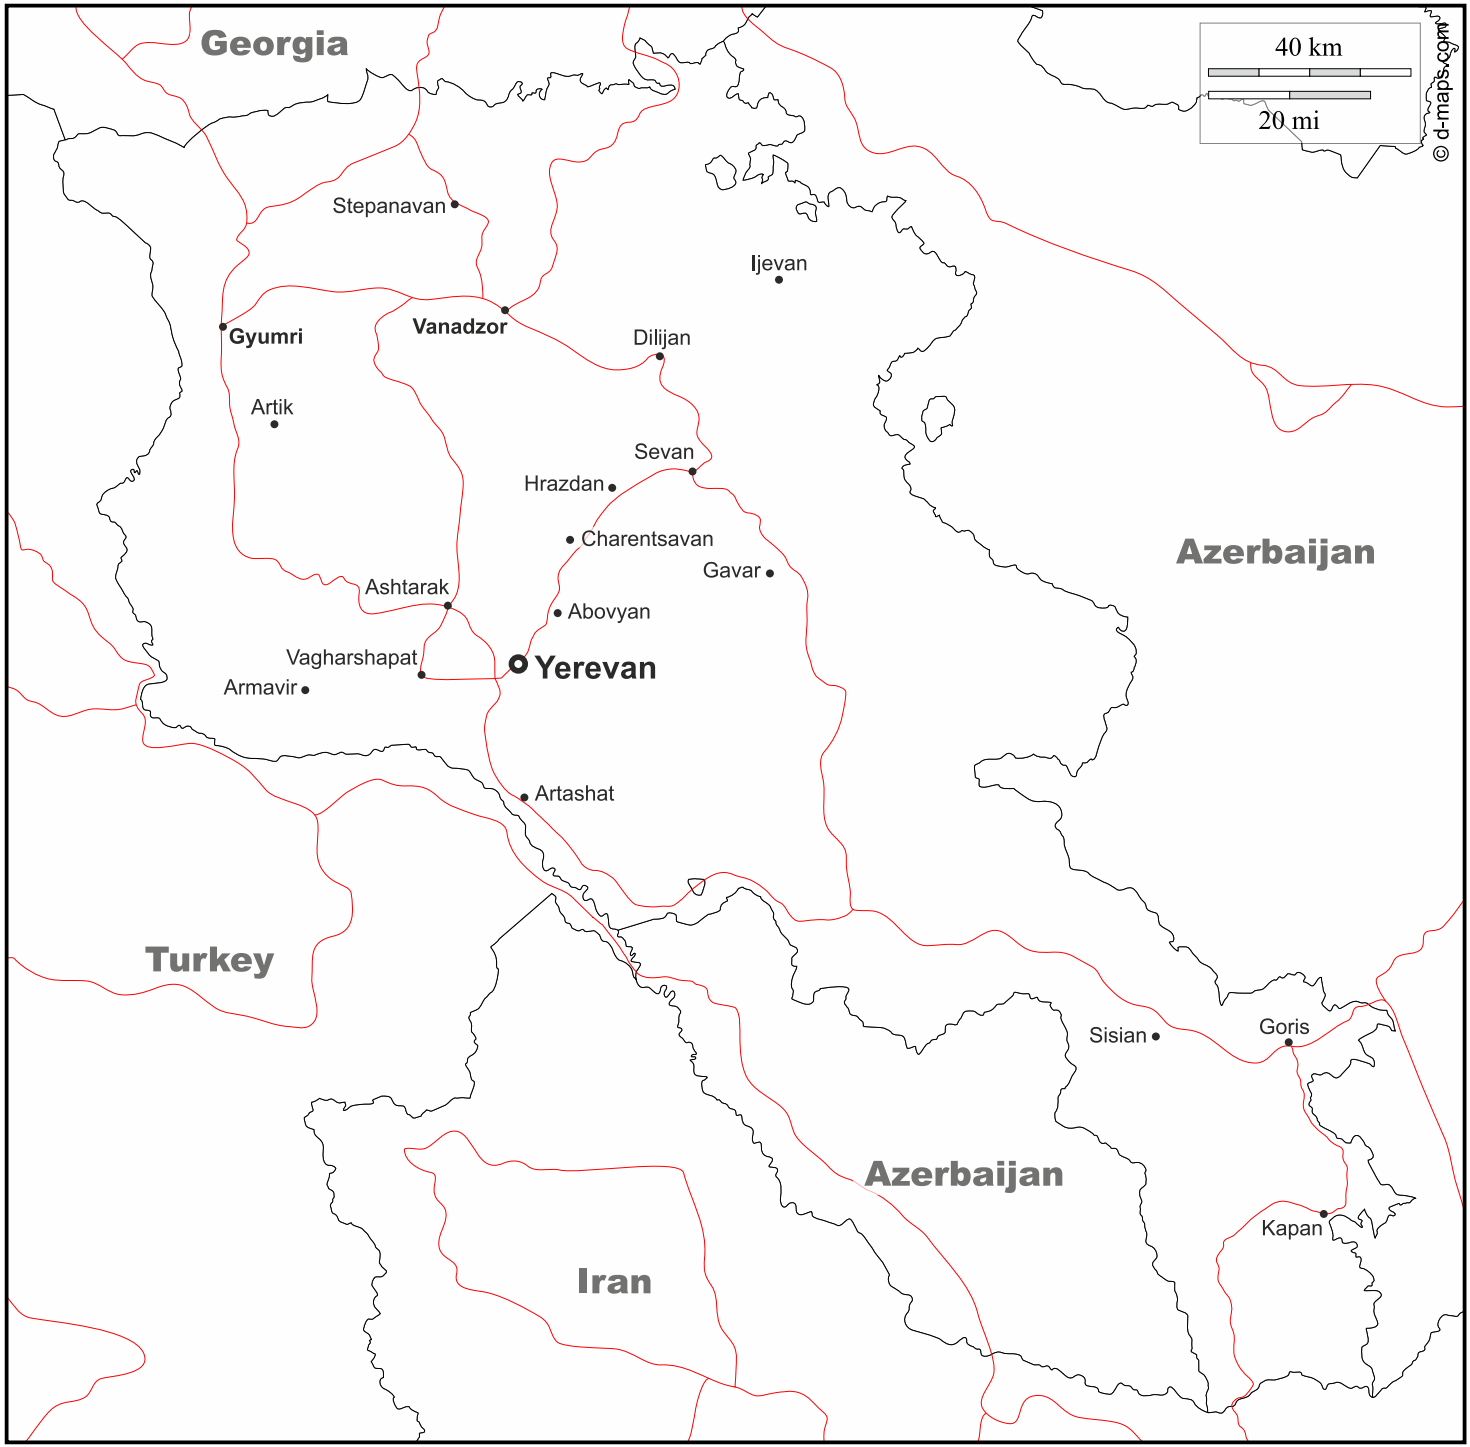 Georgia
40 km
20 mi
© d-maps.com
Stepanavan
Ijevan
Gyumri
Vanadzor
Dilijan
Artik
Sevan
Hrazdan
Charentsavan
Azerbaijan
Gavar
Ashtarak
Abovyan
Vagharshapat
Yerevan
Armavir
Artashat
Turkey
Sisian
Goris
Azerbaijan
Kapan
Iran